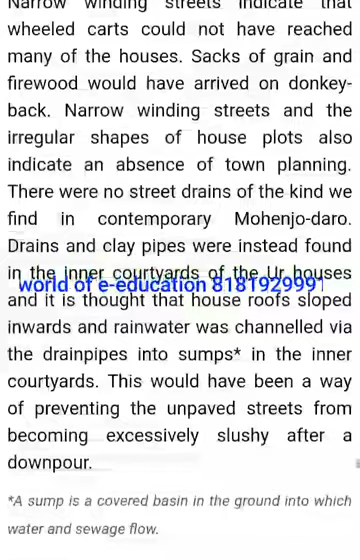 Narrow winding streets indicate that
wheeled carts could not have reached
many of the houses. Sacks of grain and
firewood would have arrived on donkey-
back. Narrow winding streets and the
irregular shapes of house plots also
indicate an absence of town planning.
There were no street drains of the kind we
find in contemporary Mohenjo-daro.
Drains and clay pipes were instead found
in the inner courtyards of the Ur houses
world of e-education 8181929991
and it is thought that house roofs sloped
inwards and rainwater was channelled via
the drainpipes into sumps* in the inner
courtyards. This would have been a way
of preventing the unpaved streets from
becoming excessively slushy after a
downpour.
*A sump is a covered basin in the ground into which
water and sewage flow.